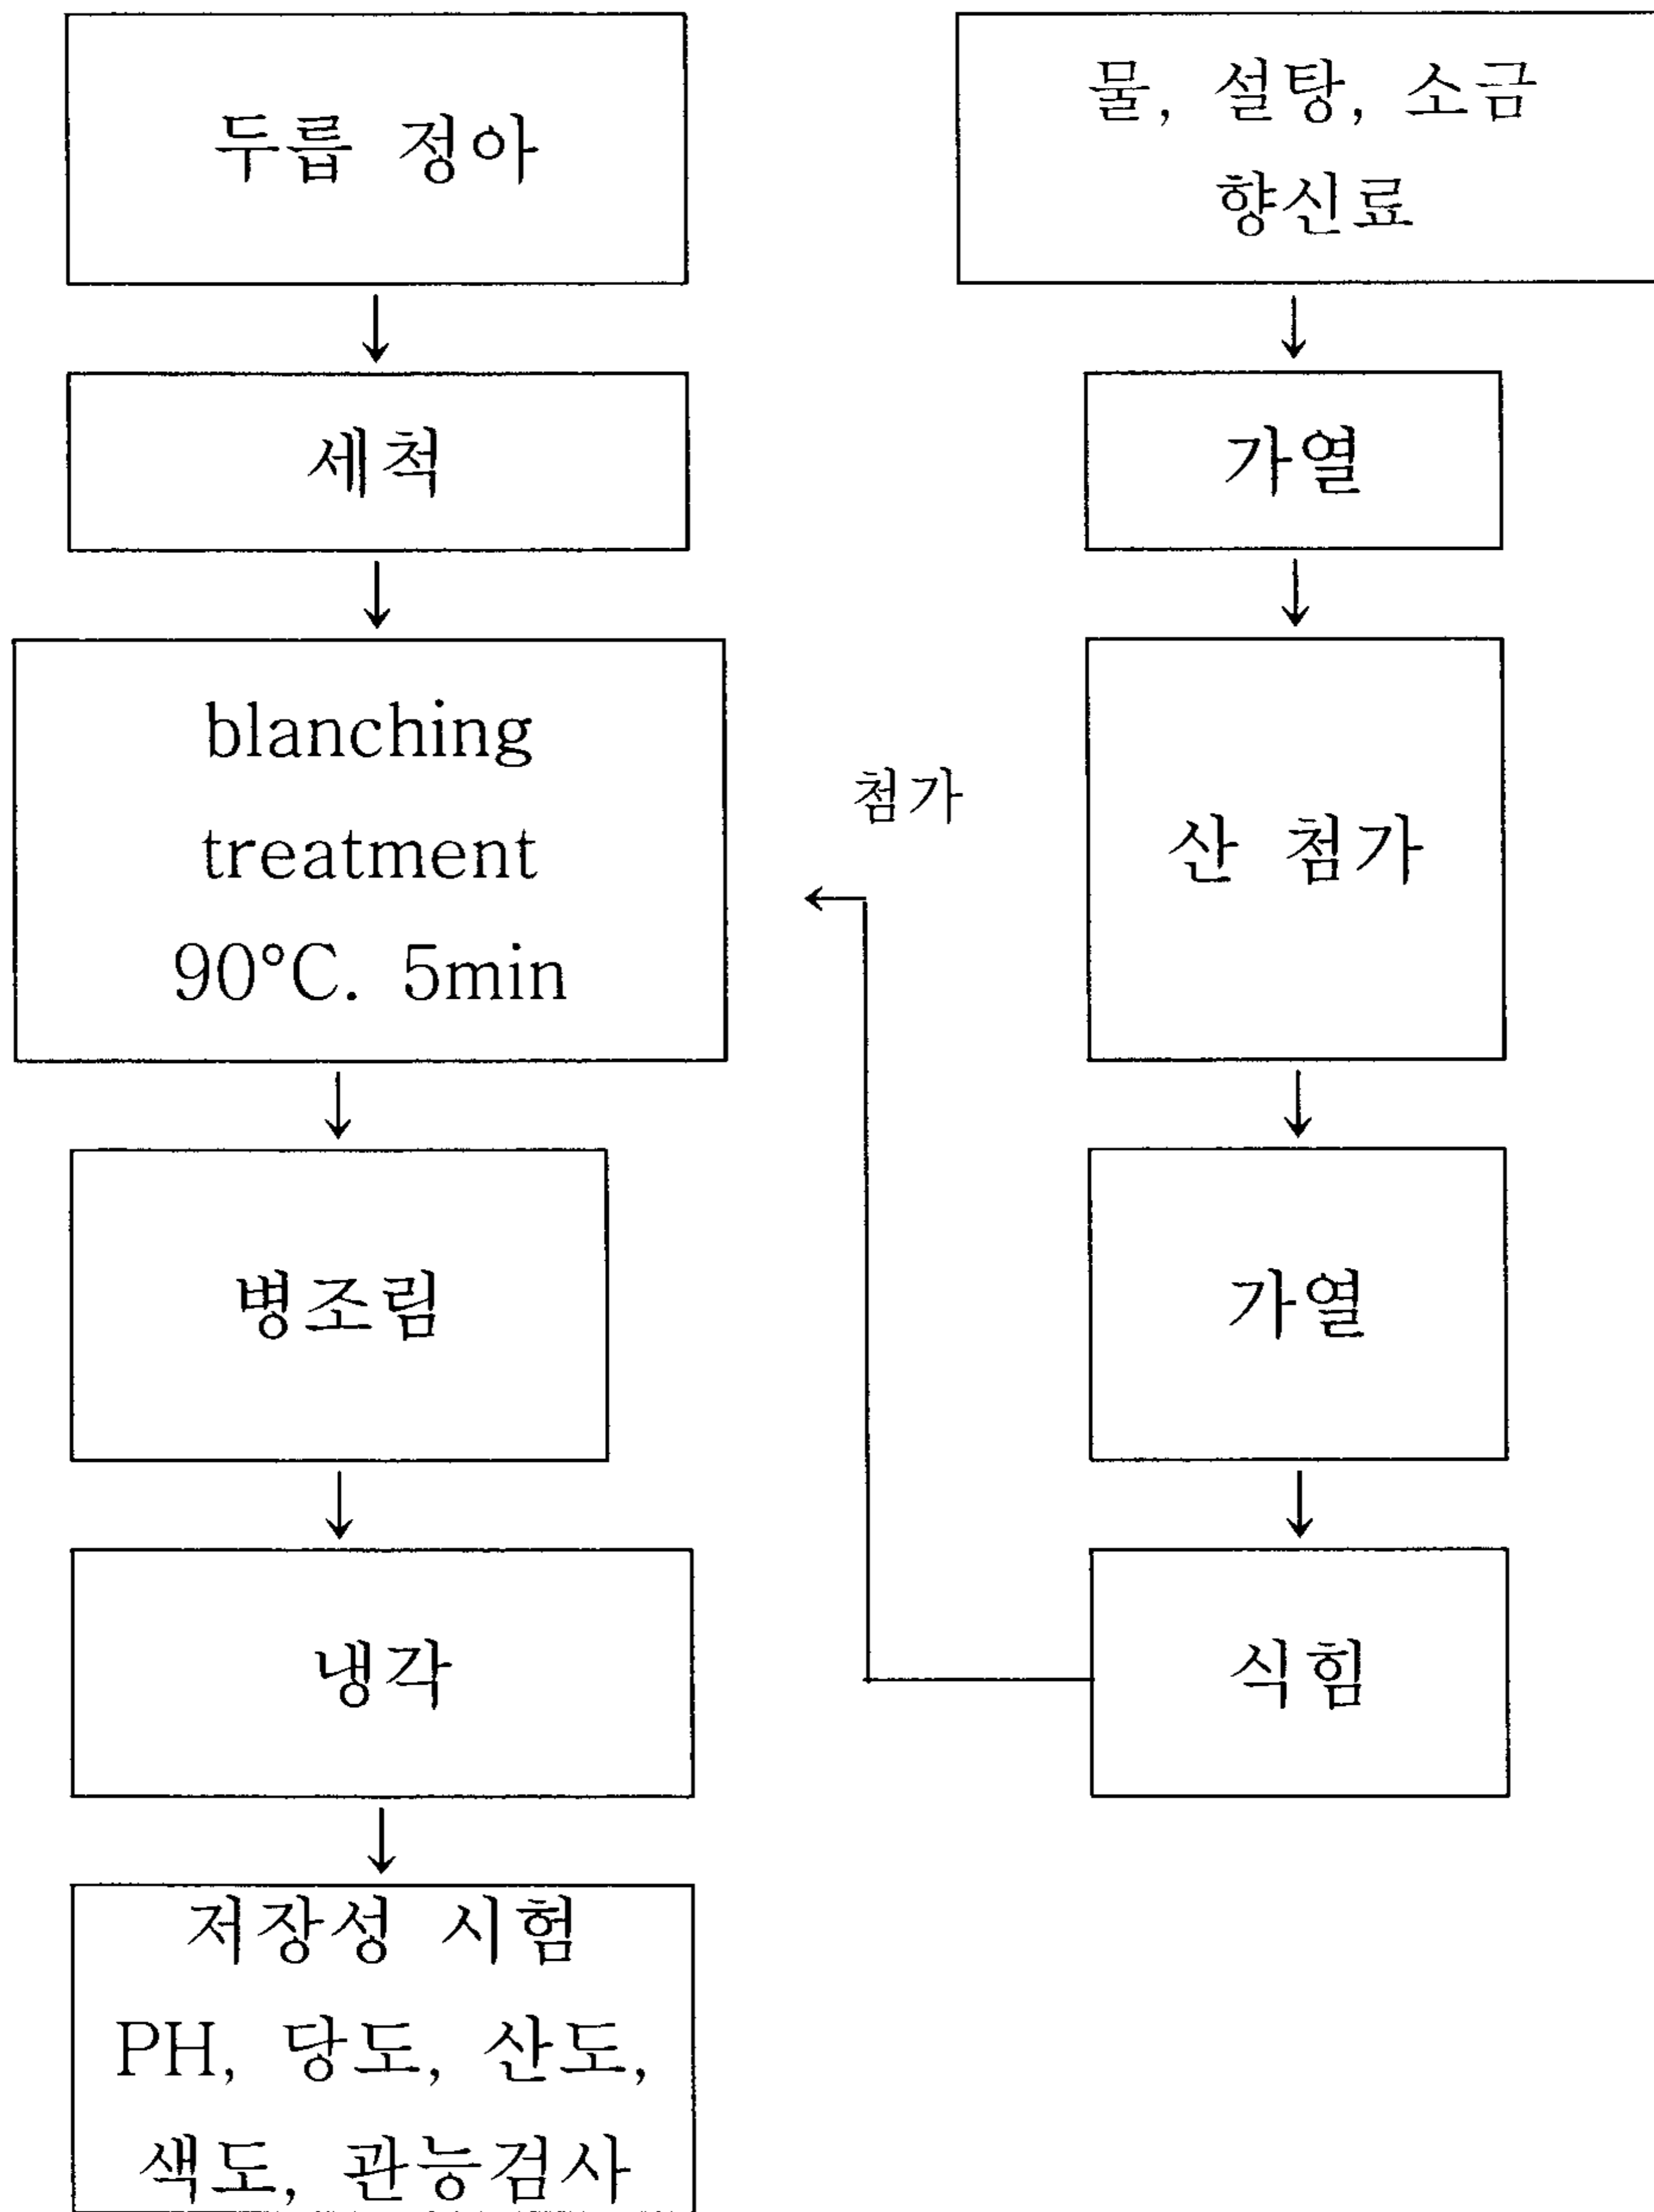 두릅 정아
세척
blanching
treatment
90°C. 5min
병조림
냉각
저장성 시험
PH, 당도, 산도,
색도, 관능검사
첨가
물, 설탕, 소금
향신료
가열
산 첨가
가열
식힘